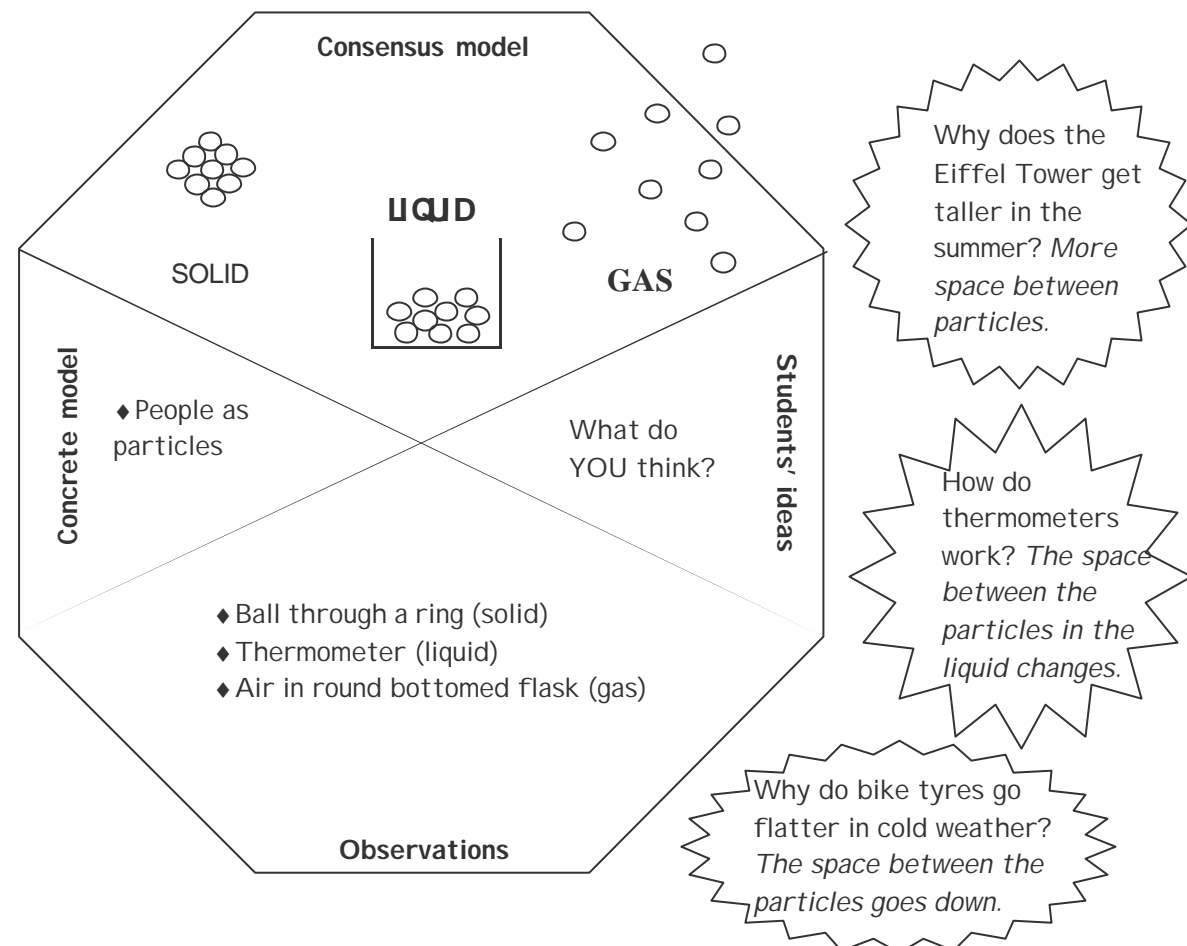 Consensus model
SOLID
LIQUID
GAS
Concrete model
♦ People as
particles
What do
YOU think?
Students' ideas
♦ Ball through a ring (solid)
♦ Thermometer (liquid)
♦ Air in round bottomed flask (gas)
Observations
Why does the
Eiffel Tower get
taller in the
summer? More
space between
particles.
How do
thermometers
work? The space
between the
particles in the
liquid changes.
Why do bike tyres go
flatter in cold weather?
The space between the
particles goes down.